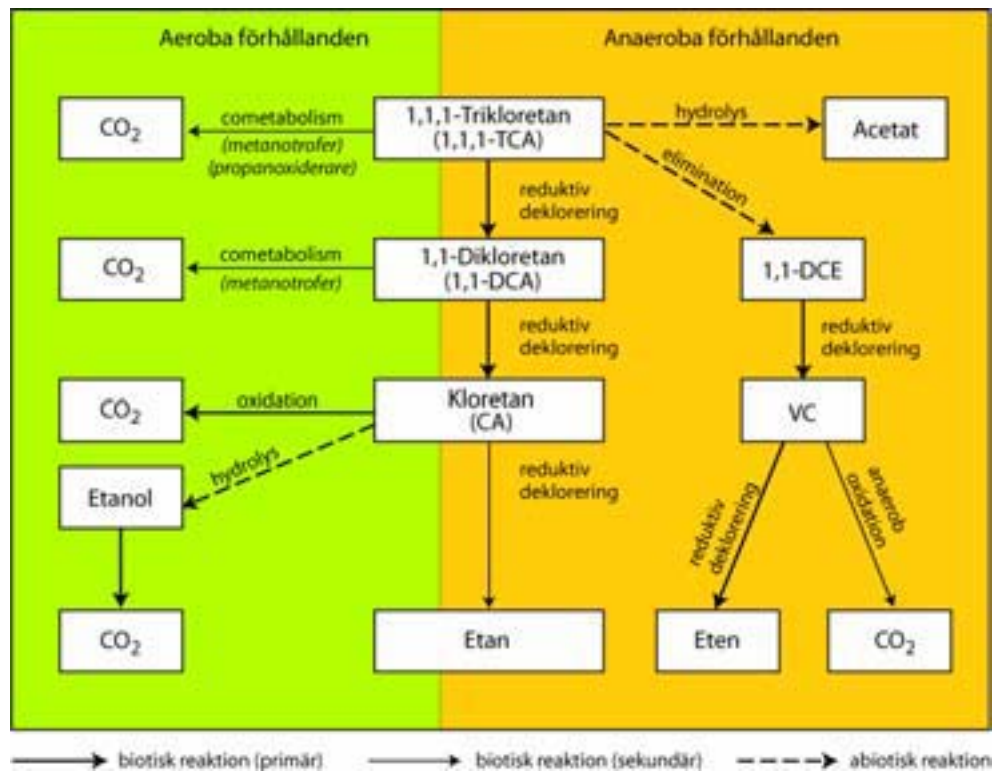 Aeroba förhållanden
Anaeroba förhållanden
CO2
cometabolism
(metanotrofer)
(propanoxiderare)
1,1,1-Trikloretan
(1,1,1-TCA)
hydrolys
Acetat
elimination
reduktiv
deklorering
CO2
cometabolism
(metanotrofer)
1,1-Dikloretan
(1,1-DCA)
1,1-DCE
reduktiv
deklorering
reduktiv
deklorering
CO2
oxidation
Kloretan
(CA)
VC
hydrolys
Etanol
reduktiv
deklorering
reduktiv
deklorering
anaerob
oxidation
CO2
Etan
Eten
CO2
biotisk reaktion (primär)
biotisk reaktion (sekundär)
abiotisk reaktion